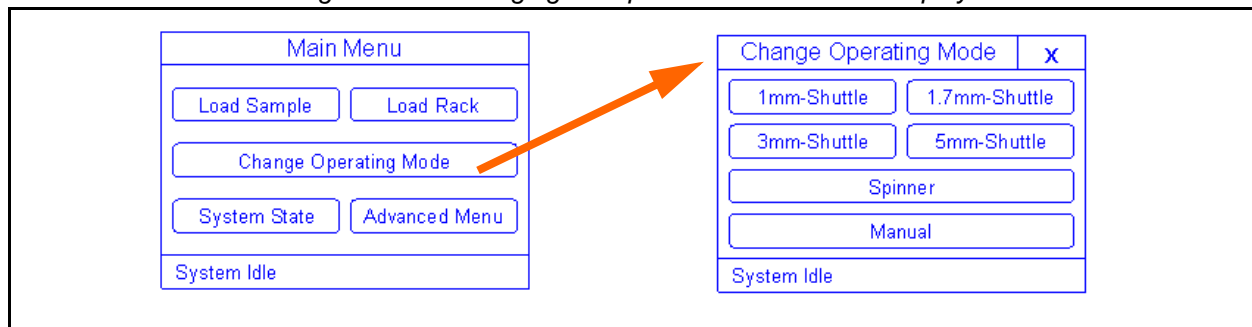 Main Menu
Load Sample
Load Rack
Change Operating Mode
System State
Advanced Menu
System Idle
Change Operating Mode
X
1mm-Shuttle
1.7mm-Shuttle
3mm-Shuttle
5mm-Shuttle
Spinner
Manual
System Idle